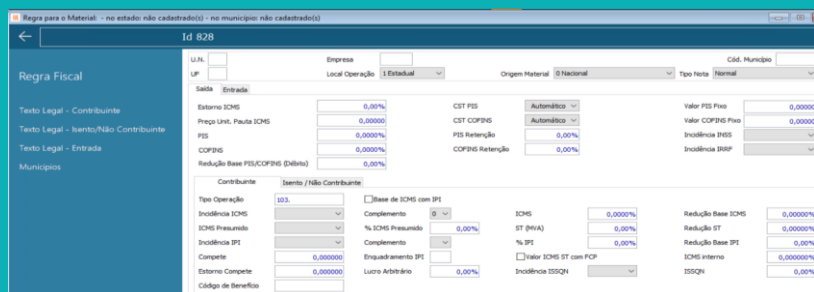 Regra para o Material: - no estado: não cadastrado(s) - no município: não cadastrado(s)
Id 828
Regra Fiscal
Texto Legal - Contribuinte
Texto Legal - Isento/Não Contribuinte
Texto Legal - Entrada
Municípios
U.N. Empresa Cód. Município
UF Local Operação 1 Estadual Origem Material 0 Nacional Tipo Nota Normal
Saída Entrada
Estorno ICMS 0,00% CST PIS Automático Valor PIS Fixo 0,0000
Preço Unit. Pauta ICMS 0,00000 CST COFINS Automático Valor COFINS Fixo 0,0000
PIS 0,0000% PIS Retenção 0,00% Incidência INSS
COFINS 0,0000% COFINS Retenção 0,00% Incidência IRRF
Redução Base PIS/COFINS (Débito) 0,00%
Contribuinte Isento / Não Contribuinte
Tipo Operação 103. Base de ICMS com IPI
Incidência ICMS Complemento 0 ICMS 0,0000% Redução Base ICMS 0,00000%
ICMS Presumido % ICMS Presumido 0,00% ST (MVA) 0,00% Redução ST 0,0000%
Incidência IPI Complemento % IPI 0,00% Redução Base IPI 0,00%
Compete 0,000000 Enquadramento IPI Valor ICMS ST com FCP ICMS interno 0,0000%
Estorno Compete 0,000000 Lucro Arbitrário 0,00% Incidência ISSQN ISSQN 0,00%
Código de Benefício